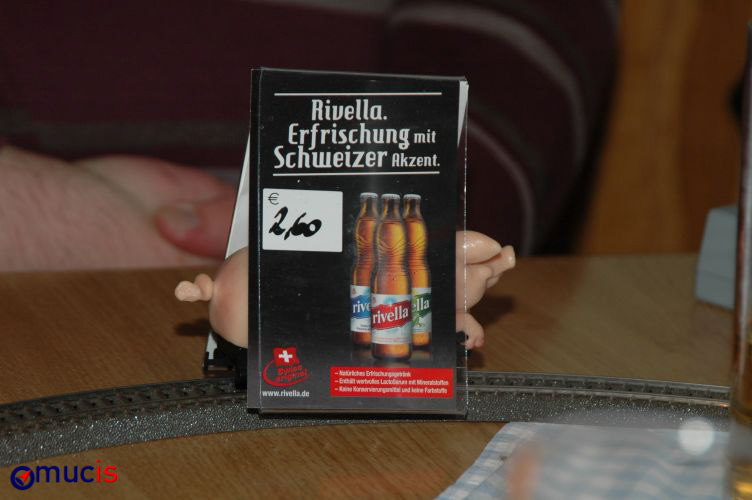 Rivella.
Erfrischung mit
Schweizer Akzent.
€
2,60
rivella
rivella
Swiss
original
www.rivella.de
– Natürliches Erfrischungsgetränk
– Enthält wertvolles LactoSerum mit Mineralstoffen
– Keine Konservierungsmittel und keine Farbstoffe
mucis